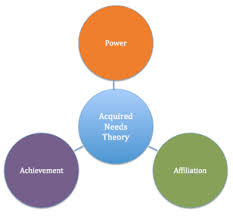 Power
Acquired
Needs
Theory
Achievement
Affiliation